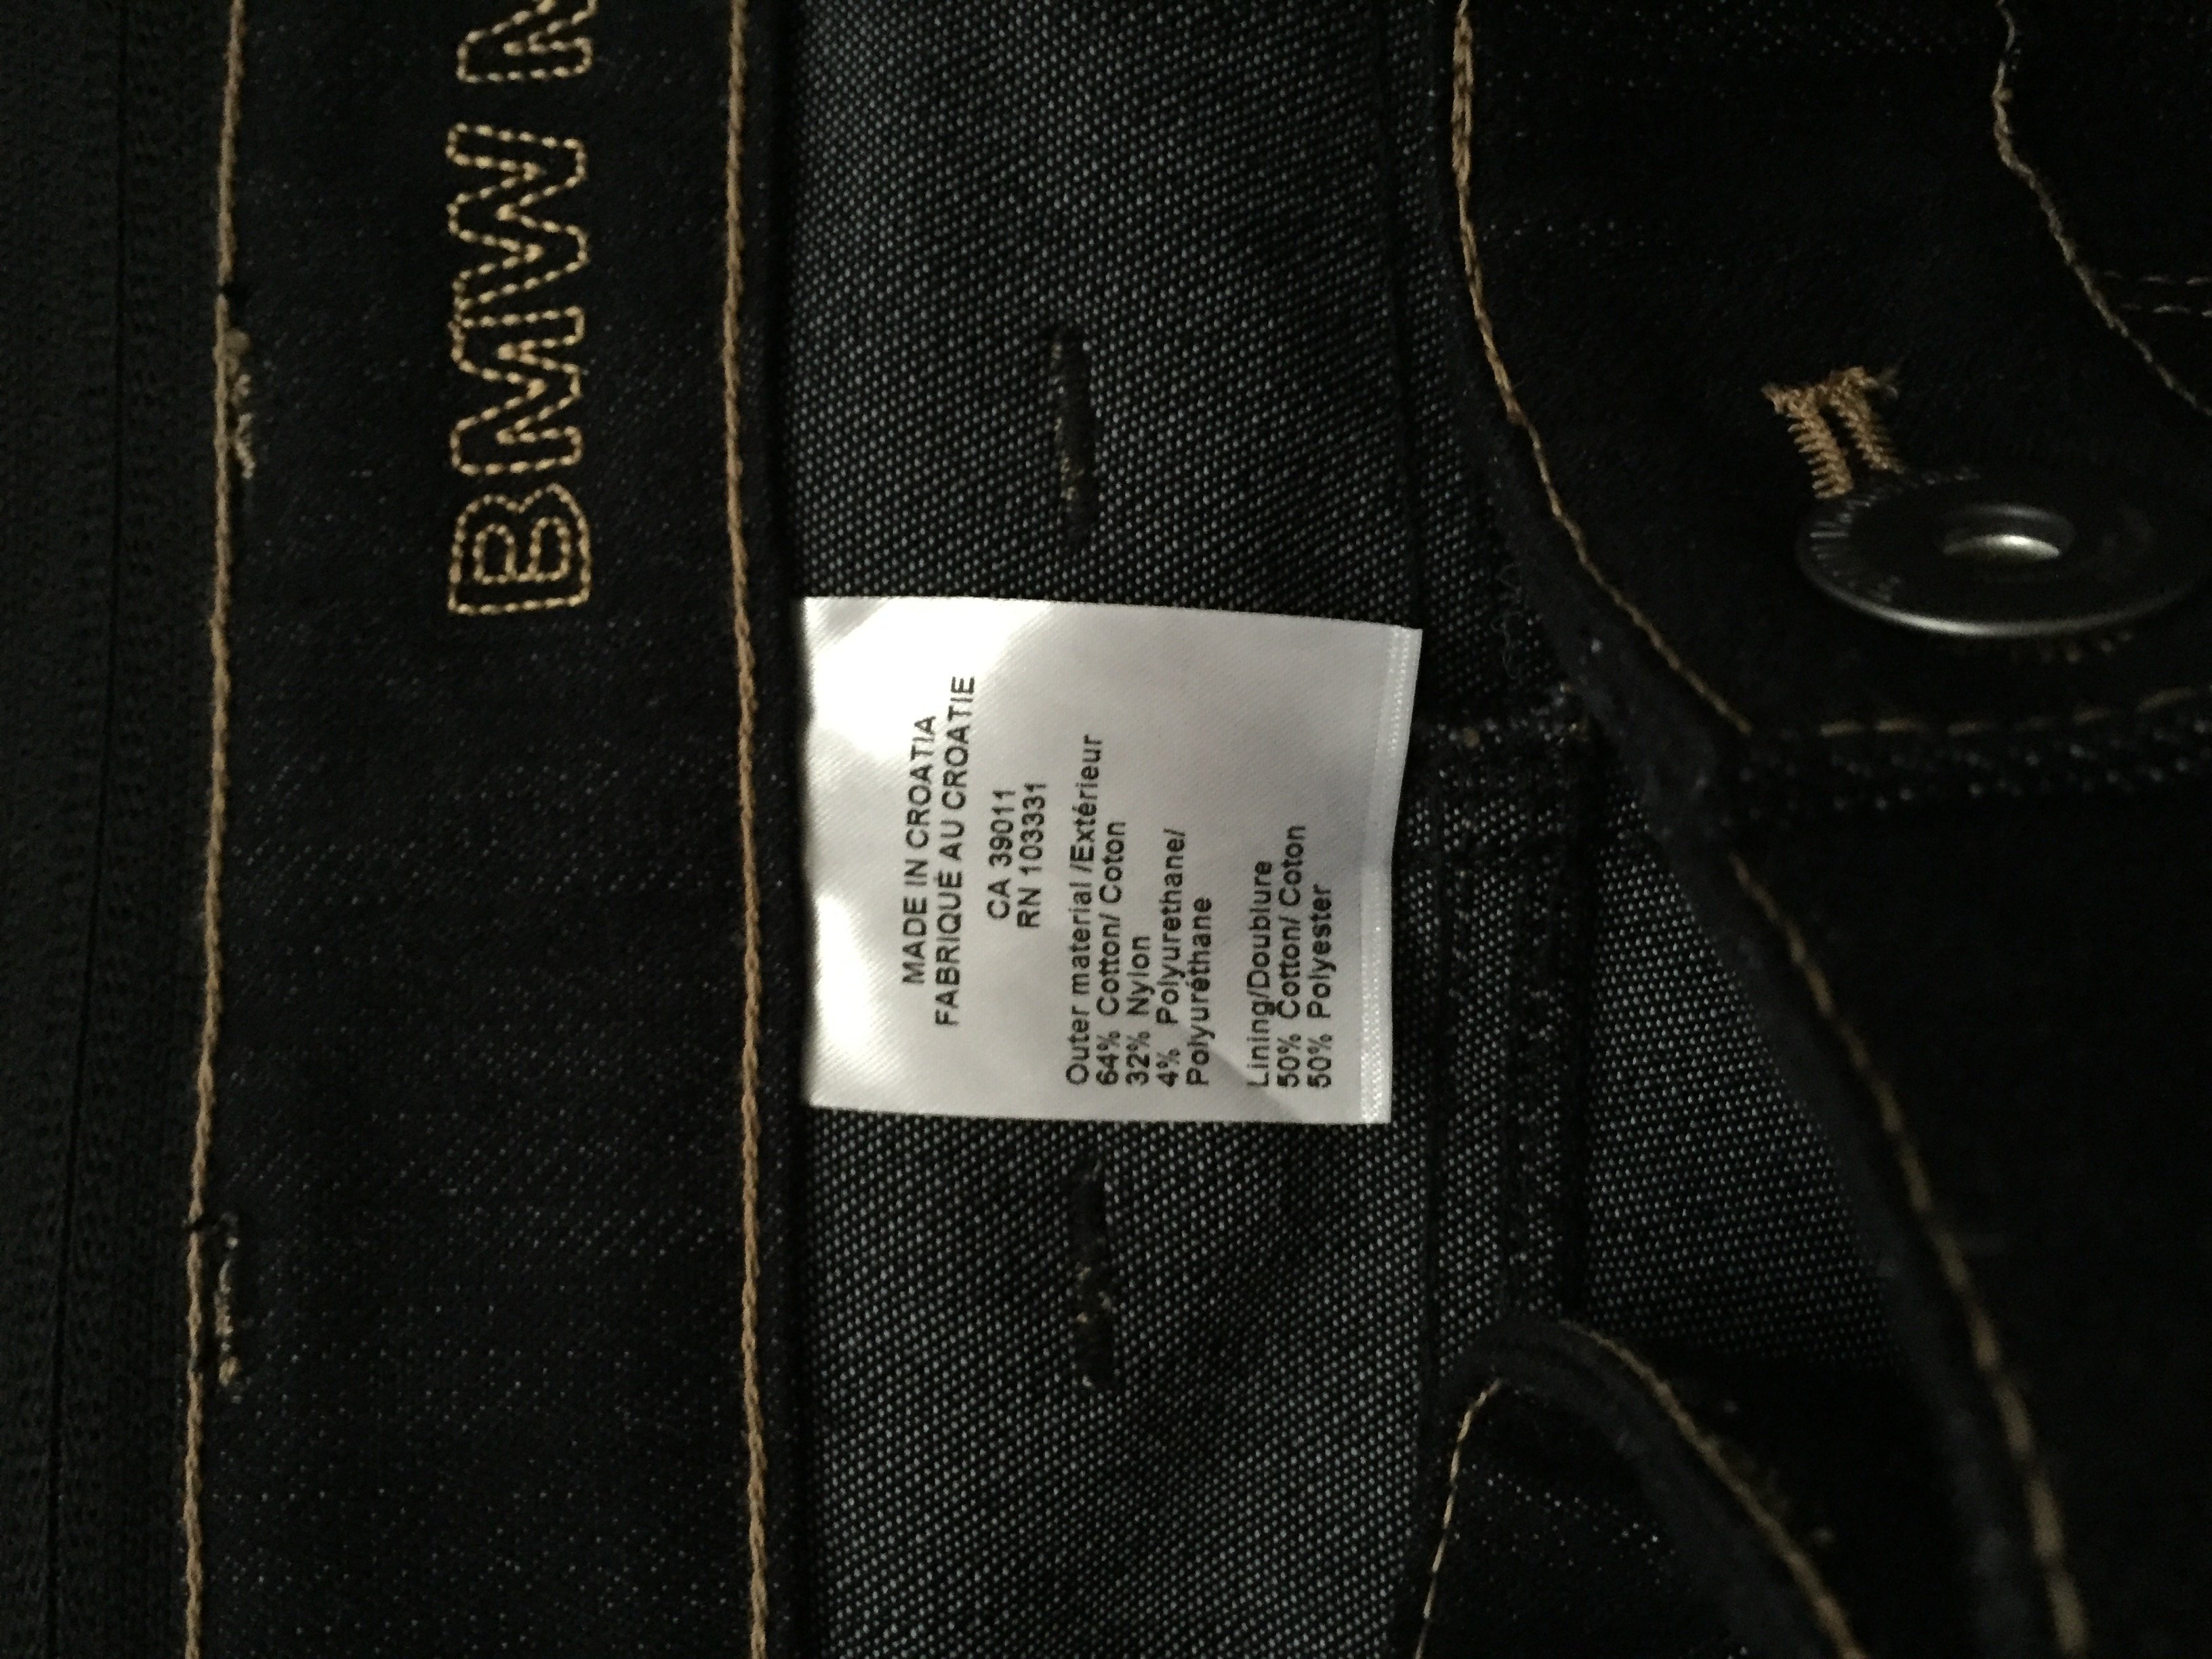 BMW
MADE IN CROATIA
FABRIQUÉ AU CROATIE
CA 39011
RN 103331
Outer material /Extérieur
64% Cotton/ Coton
32% Nylon
4% Polyurethane/
Polyuréthane
Lining/Doublure
50% Cotton/ Coton
50% Polyester